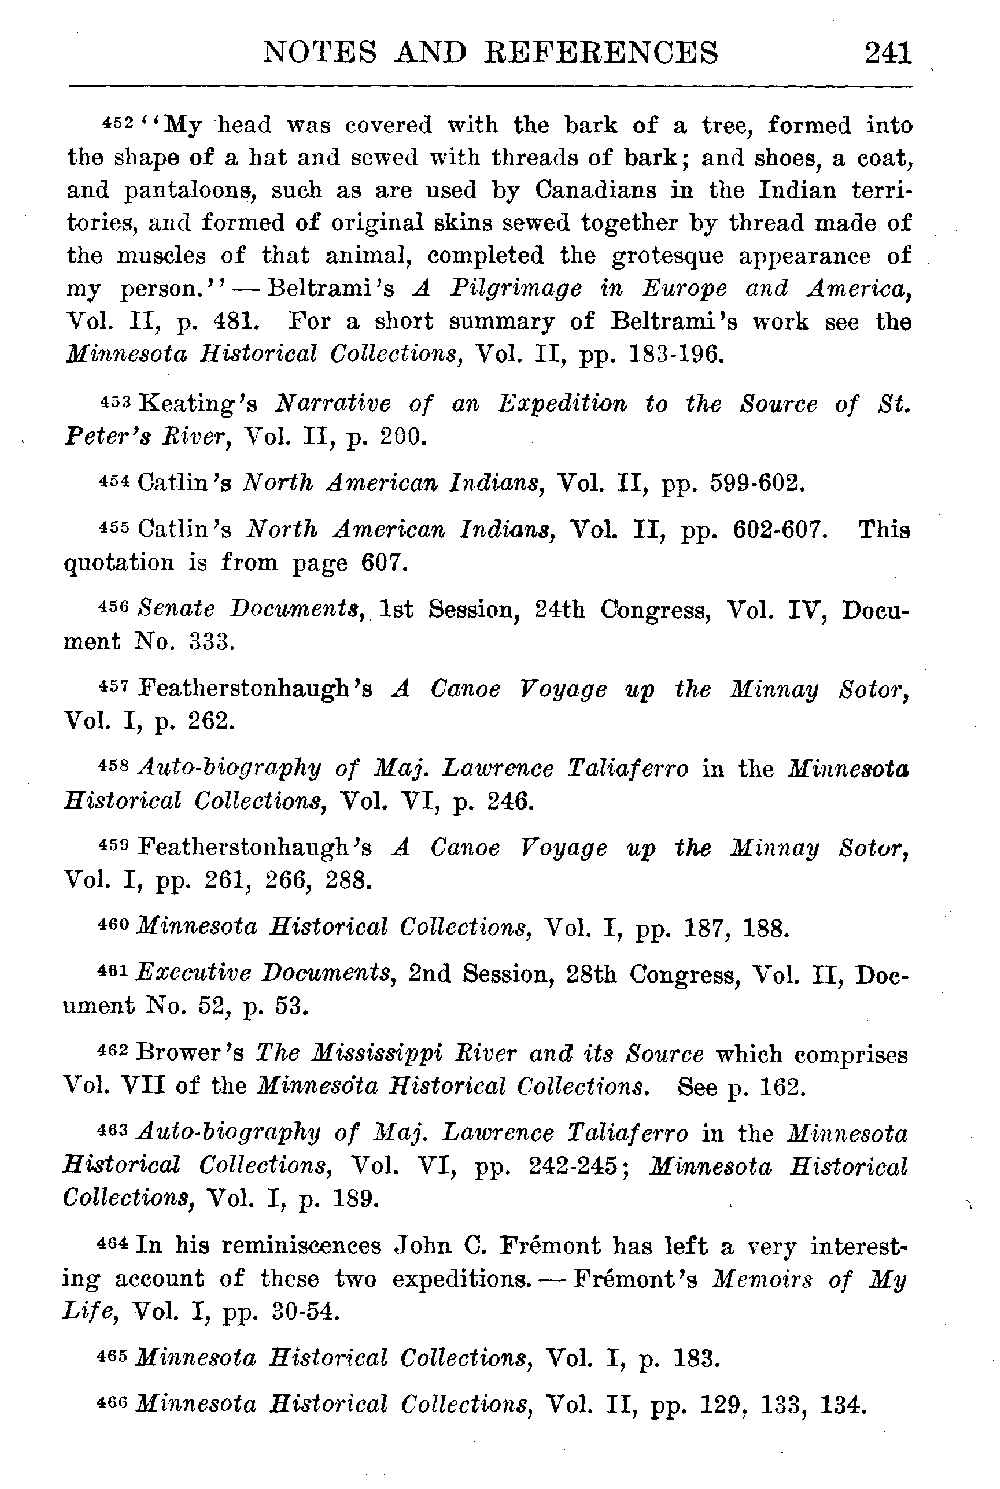 NOTES AND REFERENCES 241
452 "My head was covered with the bark of a tree, formed into
the shape of a hat and sewed with threads of bark; and shoes, a coat,
and pantaloons, such as are used by Canadians in the Indian terri-
tories, and formed of original skins sewed together by thread made of
the muscles of that animal, completed the grotesque appearance of
my person."—Beltrami's A Pilgrimage in Europe and America,
Vol. II, p. 481. For a short summary of Beltrami's work see the
Minnesota Historical Collections, Vol. II, pp. 183-196.
453 Keating's Narrative of an Expedition to the Source of St.
Peter's River, Vol. II, p. 200.
454 Catlin's North American Indians, Vol. II, pp. 599-602.
455 Catlin's North American Indians, Vol. II, pp. 602-607. This
quotation is from page 607.
456 Senate Documents, 1st Session, 24th Congress, Vol. IV, Docu-
ment No. 333.
457 Featherstonhaugh's A Canoe Voyage up the Minnay Sotor,
Vol. I, p. 262.
458 Auto-biography of Maj. Lawrence Taliaferro in the Minnesota
Historical Collections, Vol. VI, p. 246.
459 Featherstonhaugh's A Canoe Voyage up the Minnay Sotor,
Vol. I, pp. 261, 266, 288.
460 Minnesota Historical Collections, Vol. I, pp. 187, 188.
461 Executive Documents, 2nd Session, 28th Congress, Vol. II, Doc-
ument No. 52, p. 53.
462 Brower's The Mississippi River and its Source which comprises
Vol. VII of the Minnesota Historical Collections. See p. 162.
463 Auto-biography of Maj. Lawrence Taliaferro in the Minnesota
Historical Collections, Vol. VI, pp. 242-245; Minnesota Historical
Collections, Vol. I, p. 189.
464 In his reminiscences John C. Frémont has left a very interest-
ing account of these two expeditions.—Frémont's Memoirs of My
Life, Vol. I, pp. 30-54.
465 Minnesota Historical Collections, Vol. I, p. 183.
466 Minnesota Historical Collections, Vol. II, pp. 129, 133, 134.